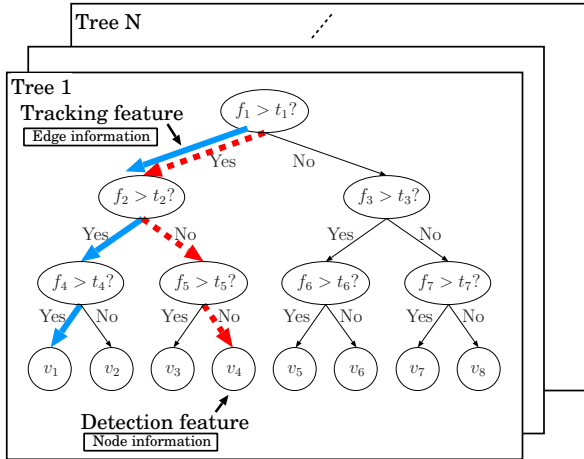 Tree N
Tree 1
Tracking feature
Edge information
f₁ > t₁?
Yes No
f₂ > t₂? f₃ > t₃?
Yes No Yes No
f₄ > t₄? f₅ > t₅? f₆ > t₆? f₇ > t₇?
Yes No Yes No Yes No Yes No
v₁ v₂ v₃ v₄ v₅ v₆ v₇ v₈
Detection feature
Node information